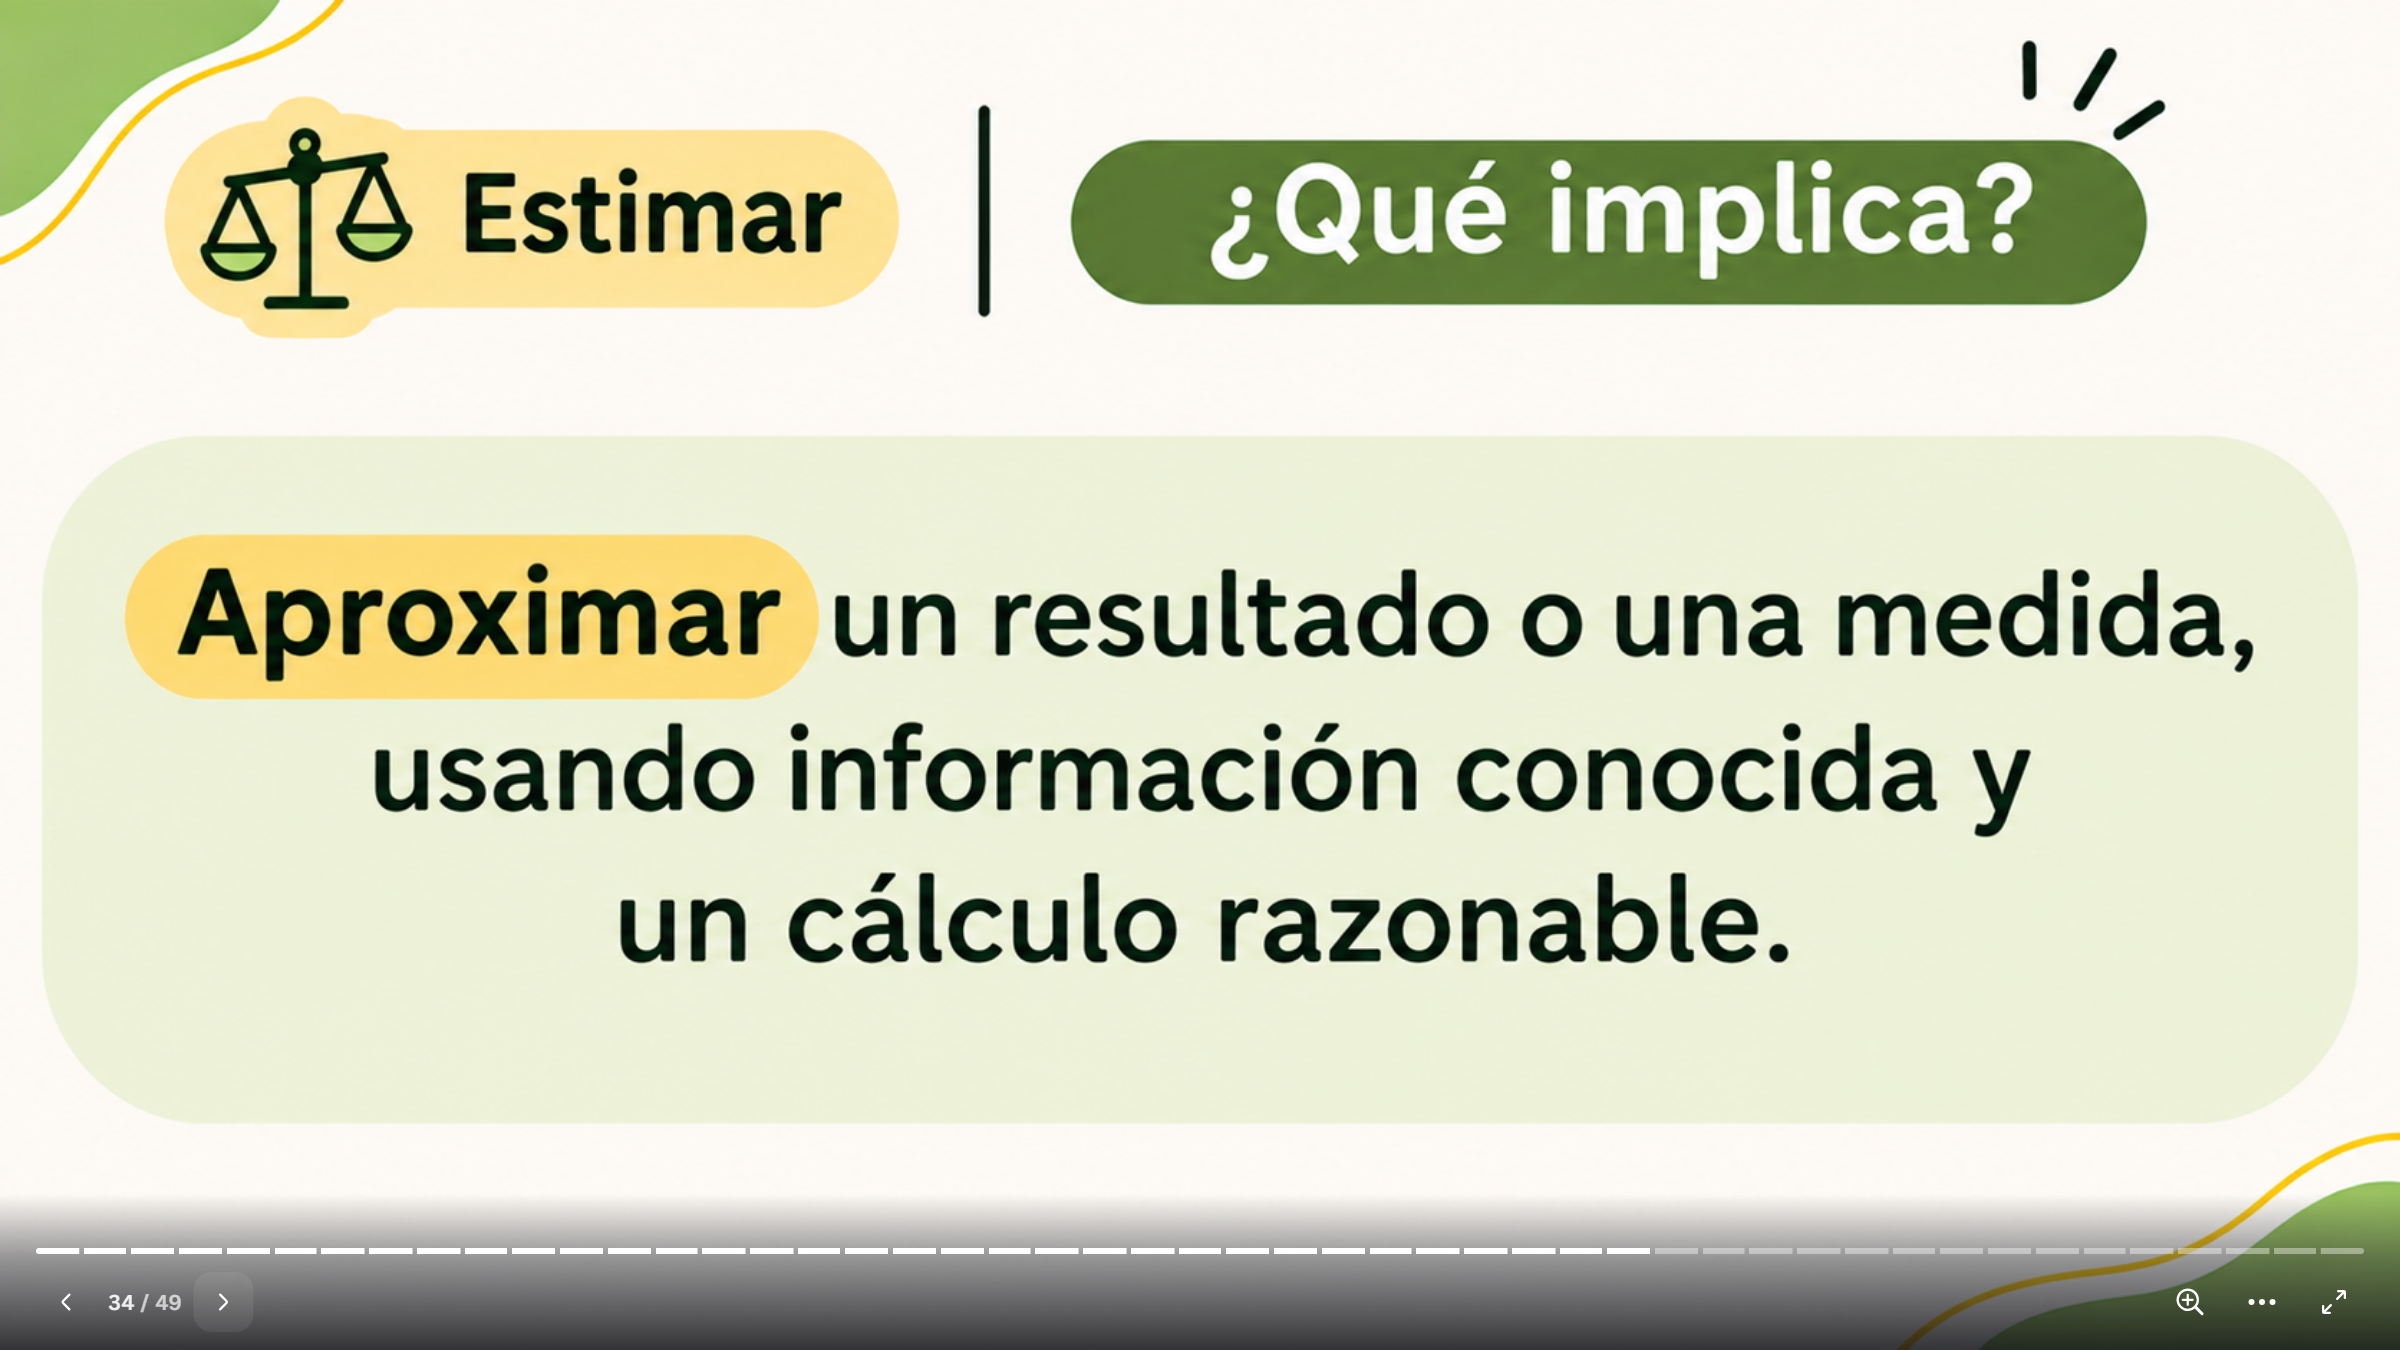 Estimar
¿Qué implica?
Aproximar un resultado o una medida,
usando información conocida y
un cálculo razonable.
34 / 49